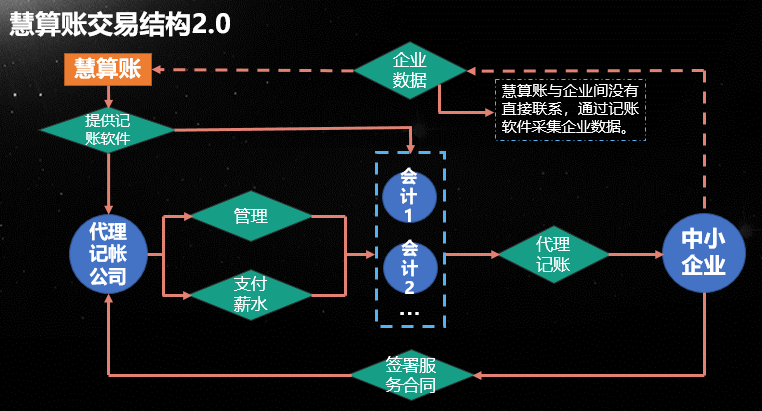 慧算账交易结构2.0
慧算账
企业
数据
慧算账与企业间没有
直接联系，通过记账
软件采集企业数据。
提供记
账软件
会
计
1
管理
代理
记帐
公司
会
计
2
...
代理
记账
中小
企业
支付
薪水
签署服
务合同